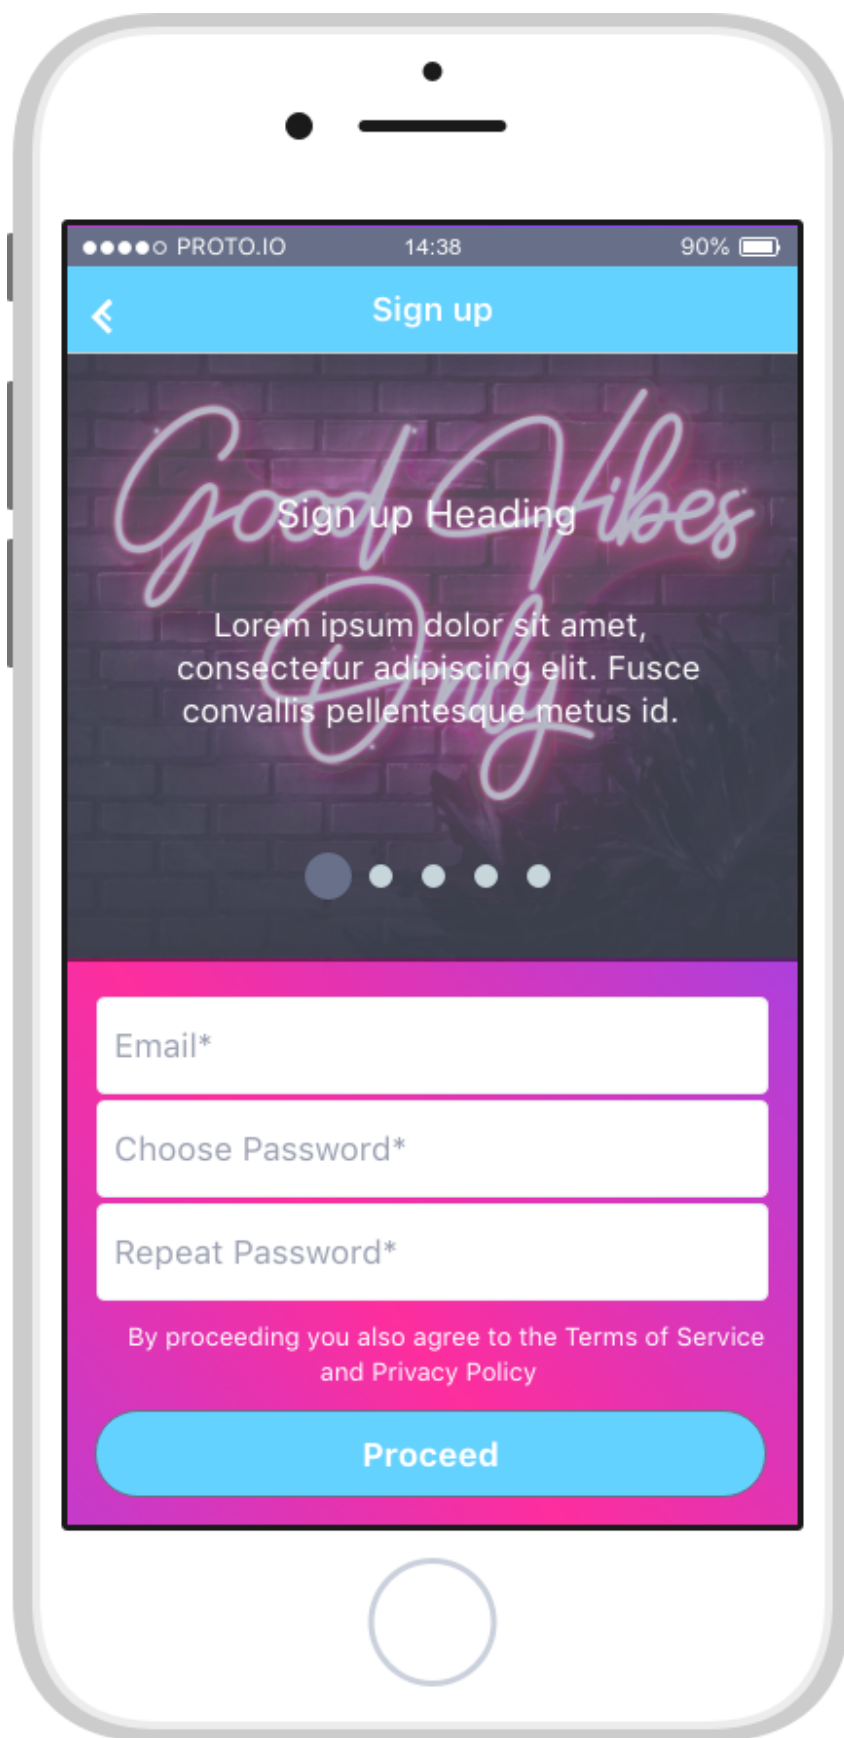 PROTO.IO 14:38 90%
Sign up
Good Vibes
Sign up Heading
Only
Lorem ipsum dolor sit amet,
consectetur adipiscing elit. Fusce
convallis pellentesque metus id.
Email*
Choose Password*
Repeat Password*
By proceeding you also agree to the Terms of Service
and Privacy Policy
Proceed